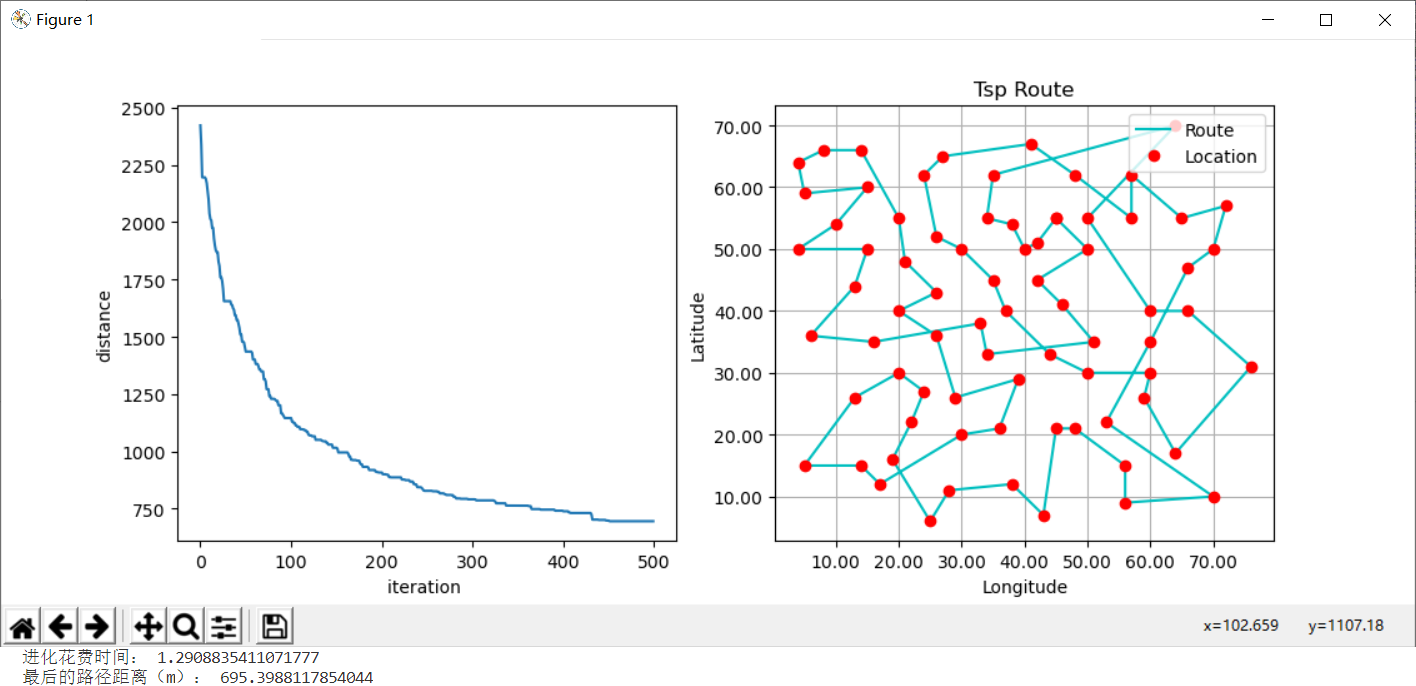 Figure 1
2500
2250
2000
1750
1500
1250
1000
750
distance
0 100 200 300 400 500
iteration
Tsp Route
Route
Location
70.00
60.00
50.00
40.00
30.00
20.00
10.00
Latitude
10.00 20.00 30.00 40.00 50.00 60.00 70.00
Longitude
x=102.659 y=1107.18
进化花费时间: 1.2908835411071777
最后的路径距离（m）: 695.3988117854044